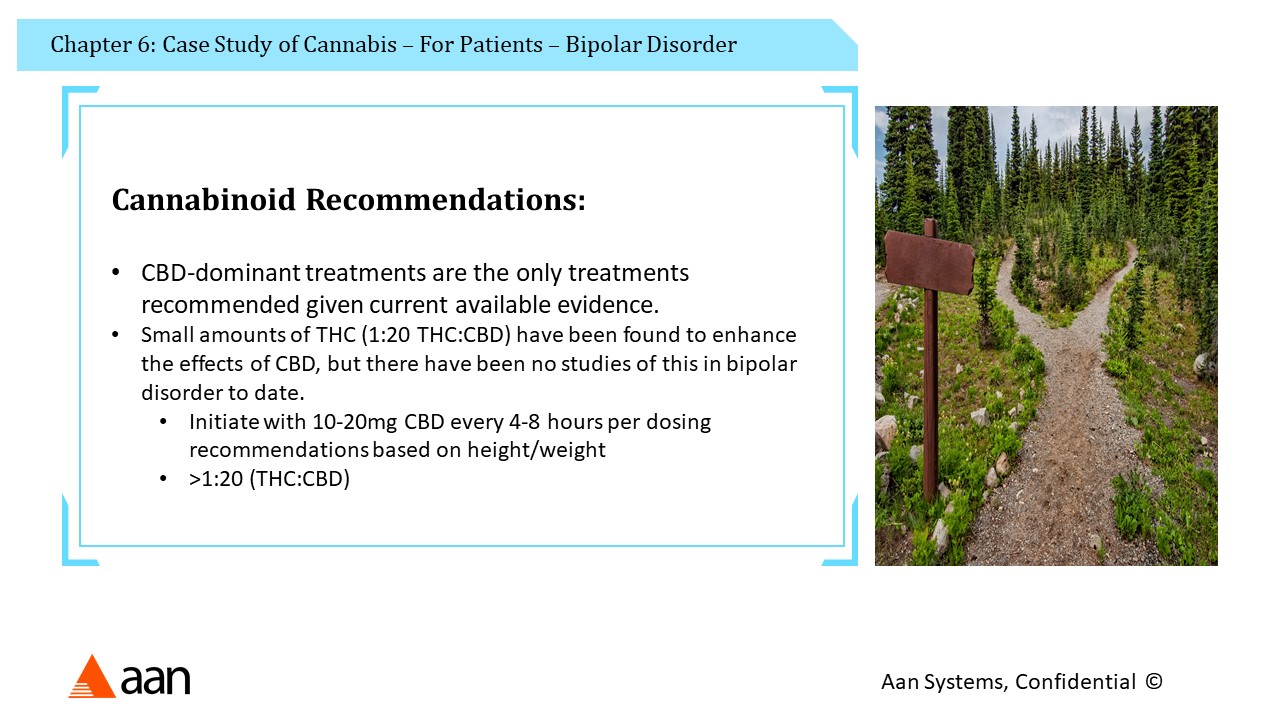 Chapter 6: Case Study of Cannabis – For Patients – Bipolar Disorder
Cannabinoid Recommendations:
• CBD-dominant treatments are the only treatments
recommended given current available evidence.
• Small amounts of THC (1:20 THC:CBD) have been found to enhance
the effects of CBD, but there have been no studies of this in bipolar
disorder to date.
• Initiate with 10-20mg CBD every 4-8 hours per dosing
recommendations based on height/weight
• >1:20 (THC:CBD)
aan
Aan Systems, Confidential ©